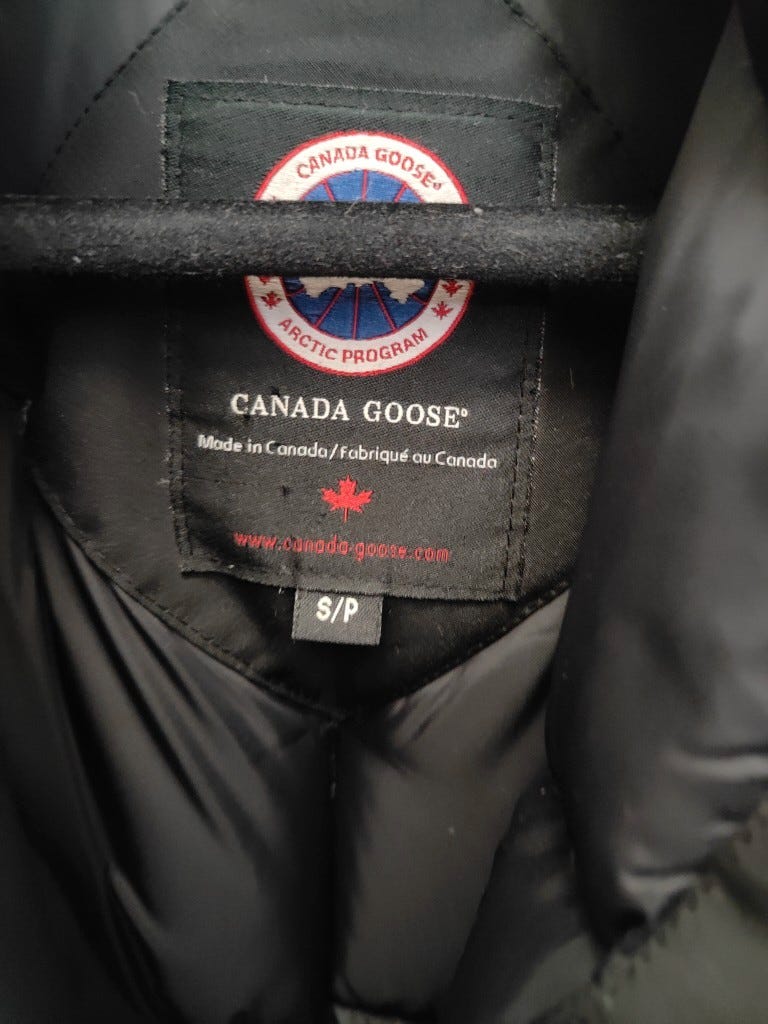 CANADA GOOSE®
ARCTIC PROGRAM
CANADA GOOSE®
Made in Canada/Fabriqué au Canada
www.canada-goose.com
S/P